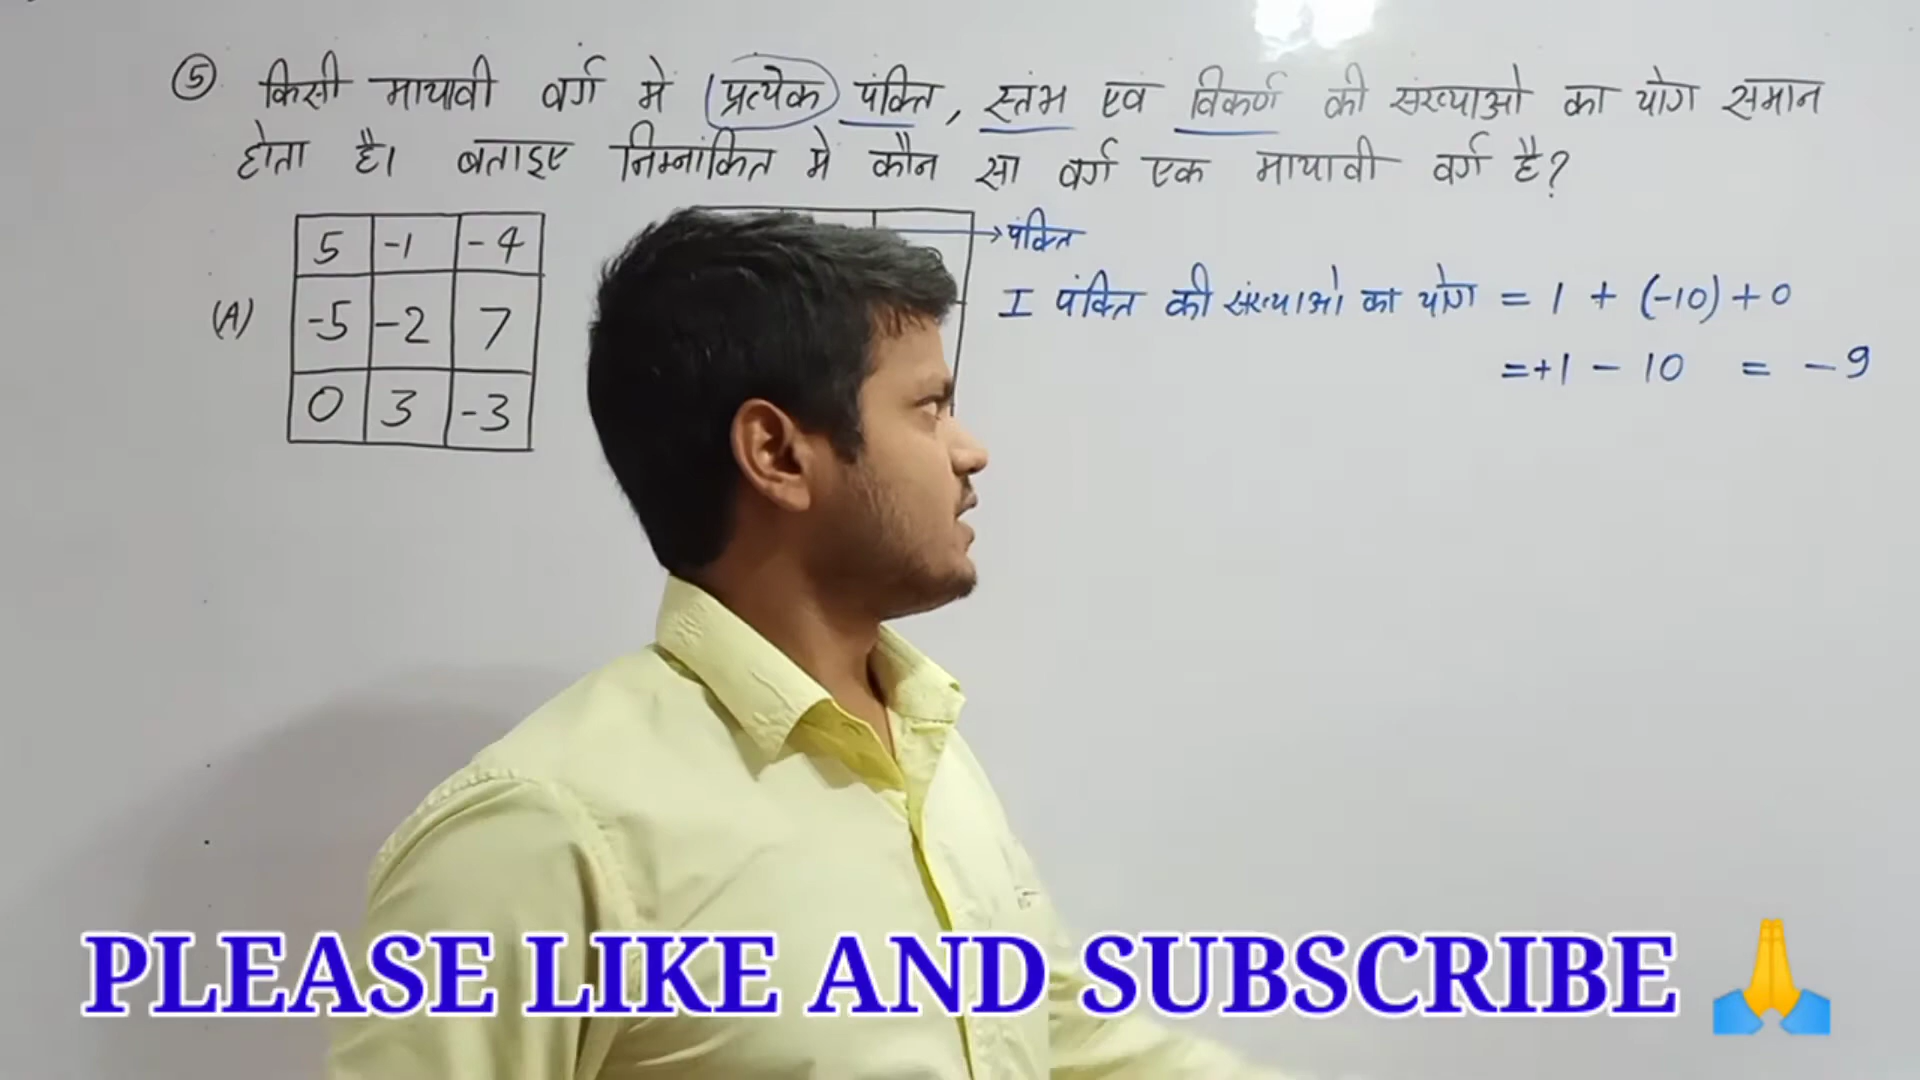 ⑤ किसी मायावी वर्ग मे प्रत्येक पंक्ति, स्तंभ एवं विकर्ण की संख्याओ का योग समान
होता है। बताइए निम्नांकित मे कौन सा वर्ग एक मायावी वर्ग है?
(A)
5 -1 -4
-5 -2 7
0 3 -3
→ पंक्ति
I पंक्ति की संख्याओ का योग = 1 + (-10) + 0
= +1 - 10 = -9
PLEASE LIKE AND SUBSCRIBE 🙏